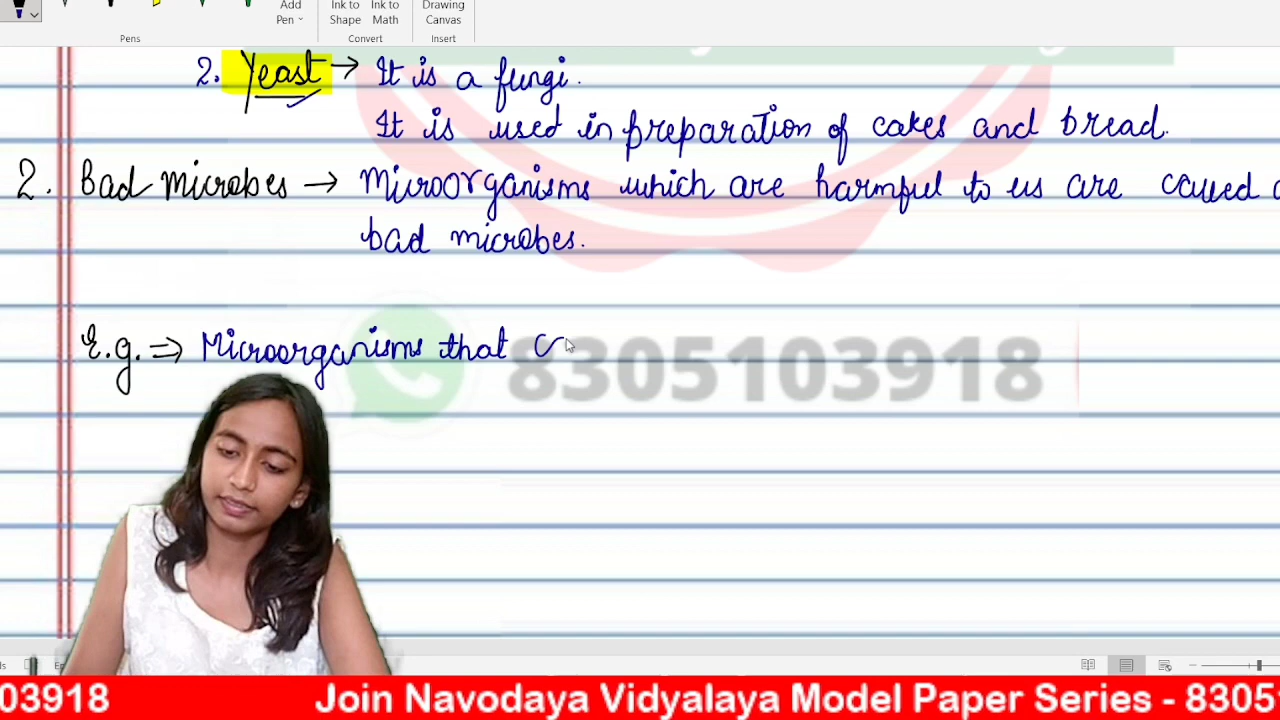 Add
Pen
Ink to
Shape
Ink to
Math
Drawing
Canvas
Pens
Convert
Insert
2. Yeast → It is a fungi.
It is used in preparation of cakes and bread.
2. Bad Microbes → Microorganisms which are harmful to us are called
bad microbes.
E.g. ⇒ Microorganisms that
8305103918
03918 Join Navodaya Vidyalaya Model Paper Series - 8305